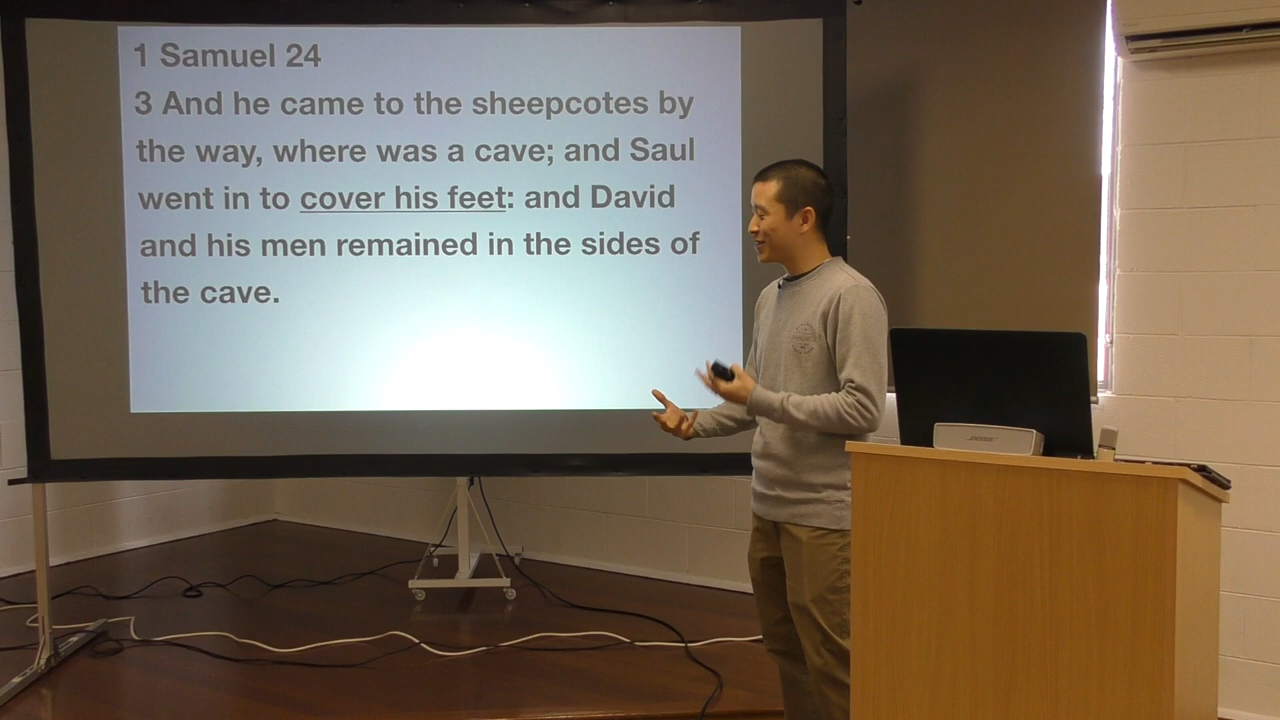 1 Samuel 24
3 And he came to the sheepcotes by
the way, where was a cave; and Saul
went in to cover his feet: and David
and his men remained in the sides of
the cave.